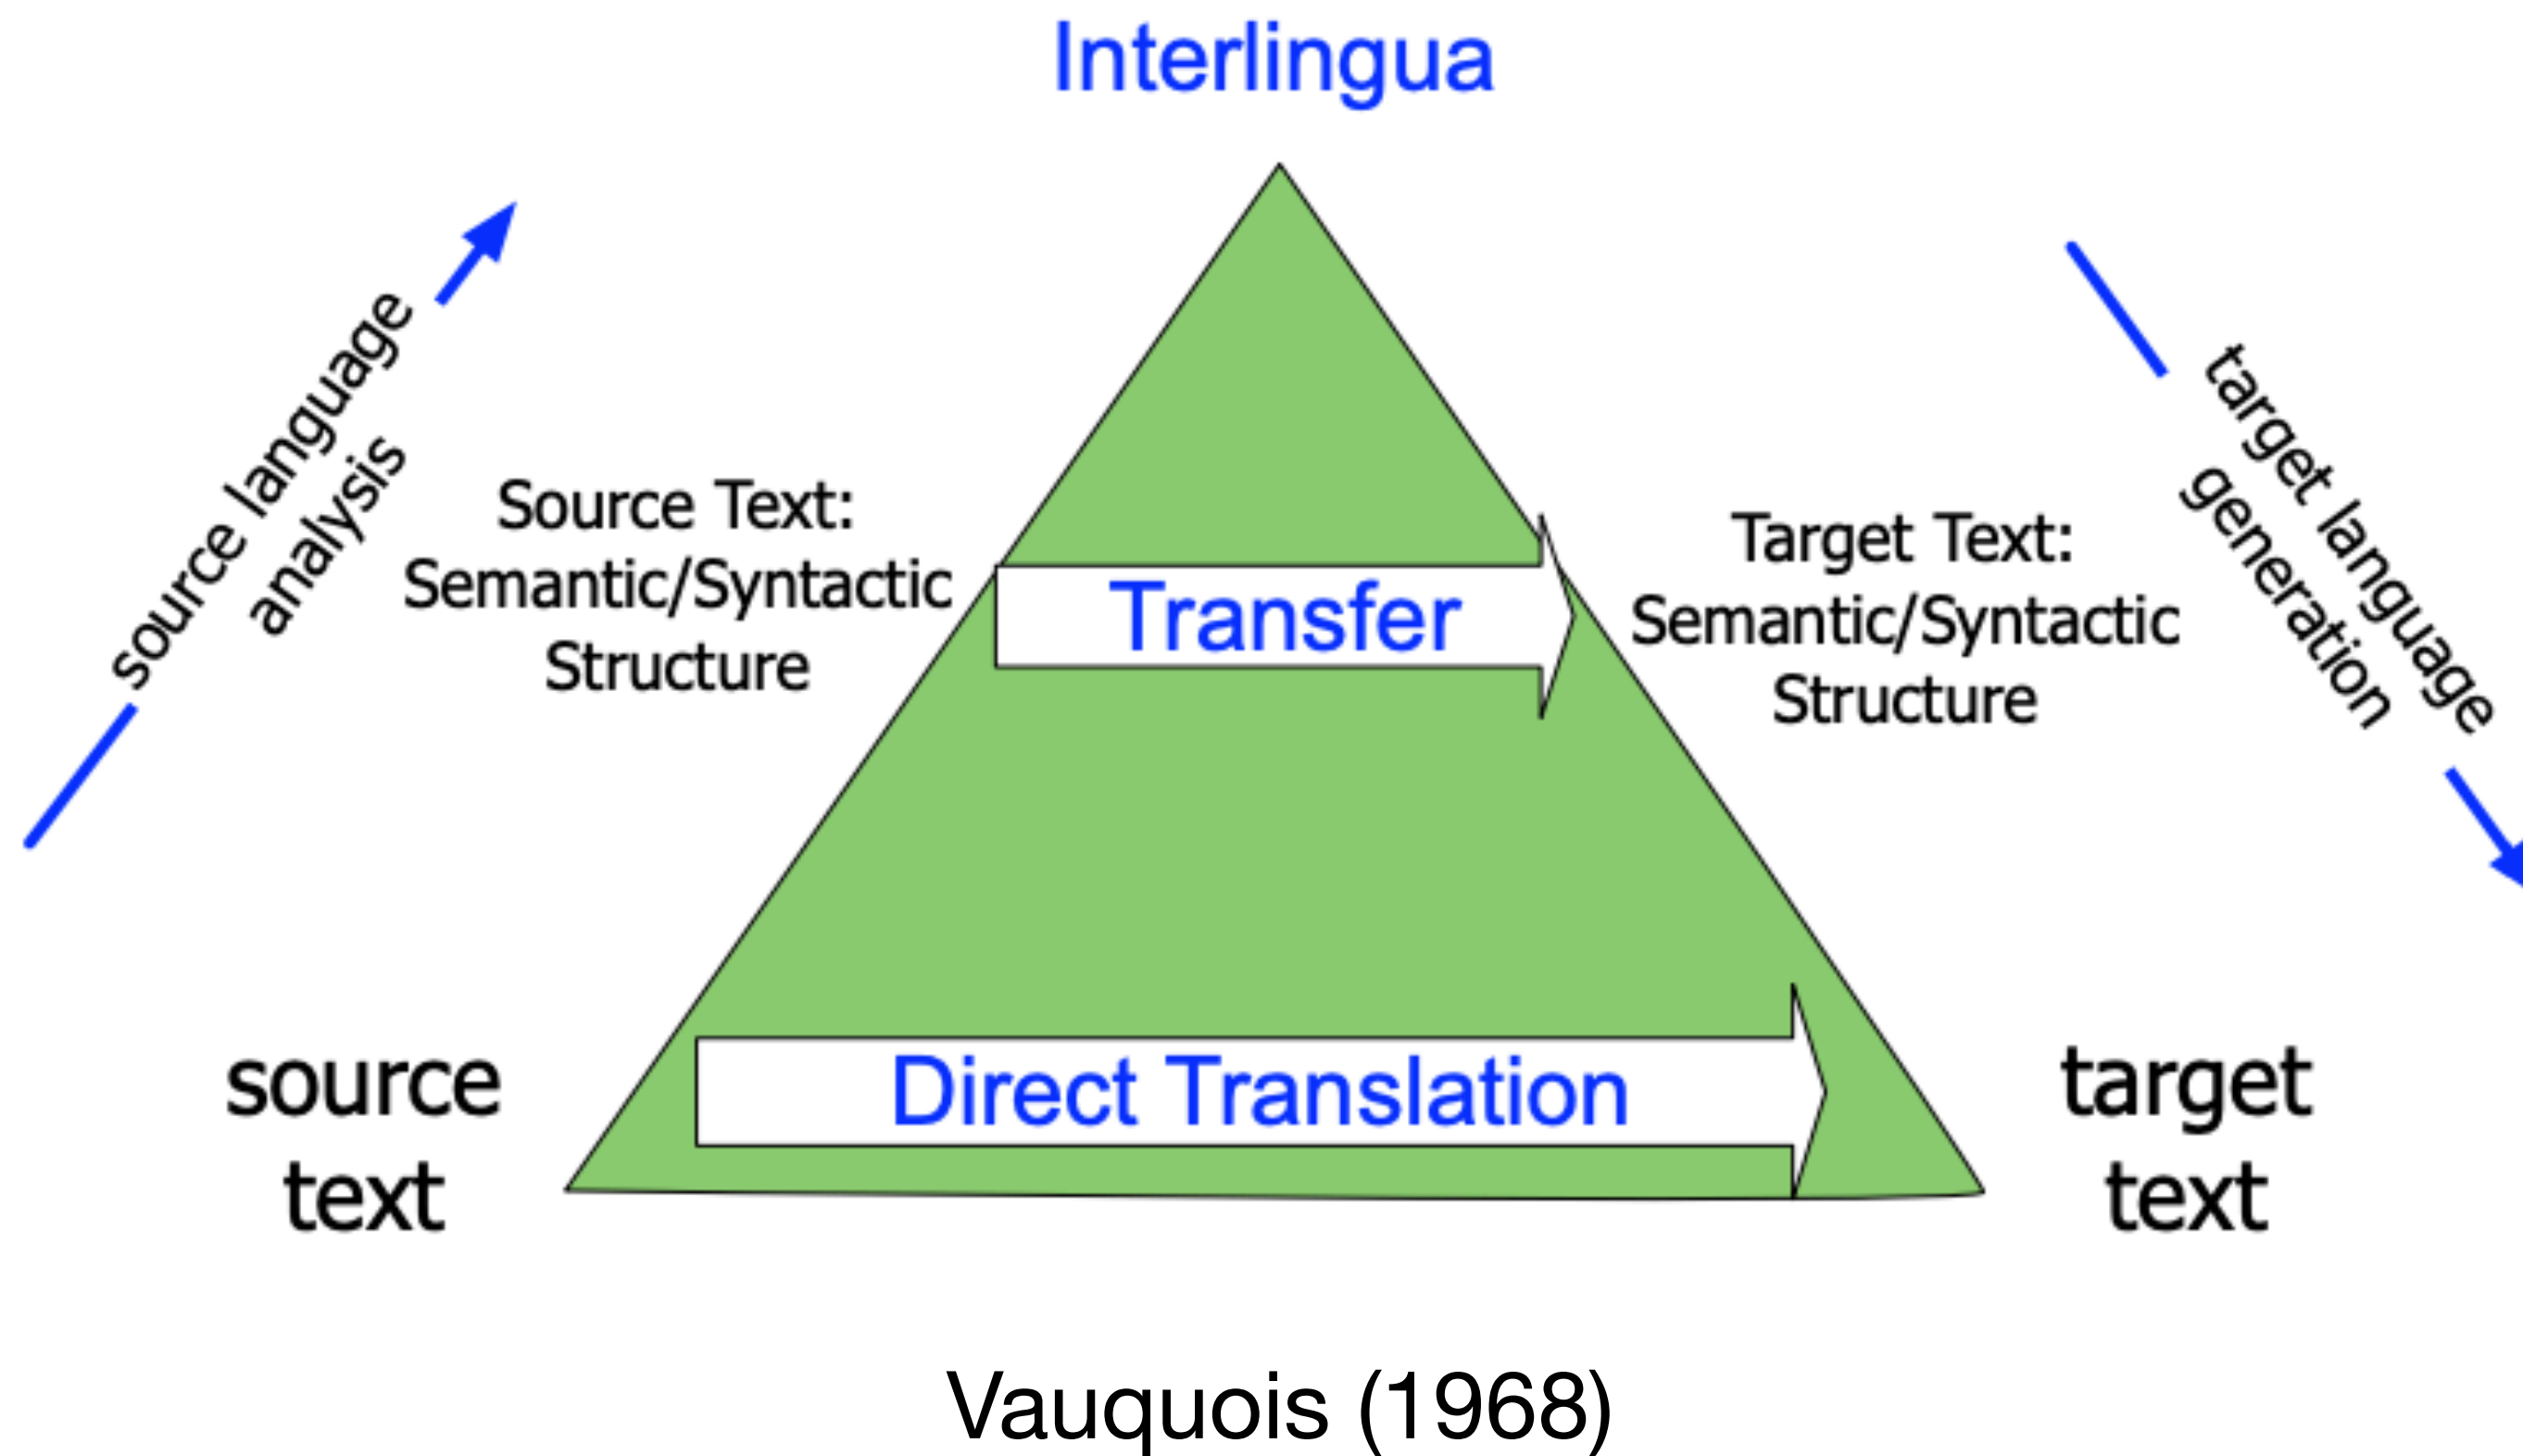 Interlingua
source language
analysis
Source Text:
Semantic/Syntactic
Structure
Transfer
Target Text:
Semantic/Syntactic
Structure
target language
generation
source
text
Direct Translation
target
text
Vauquois (1968)